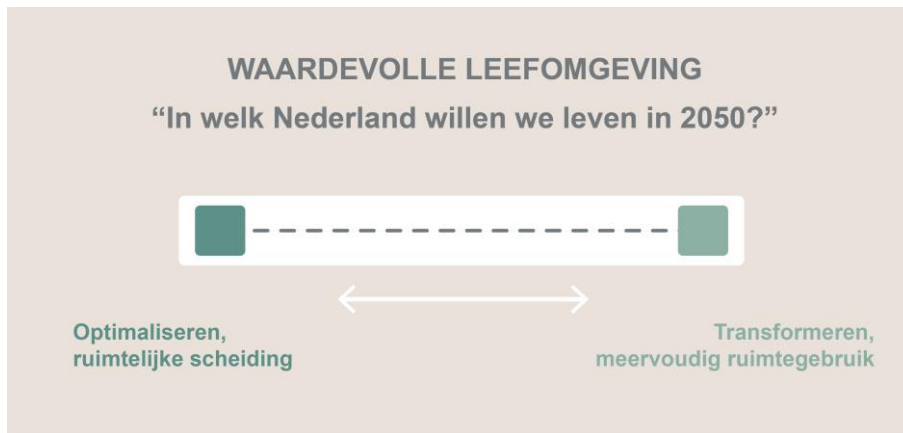 WAARDEVOLLE LEEFOMGEVING
“In welk Nederland willen we leven in 2050?”
Optimaliseren,
ruimtelijke scheiding
Transformeren,
meervoudig ruimtegebruik